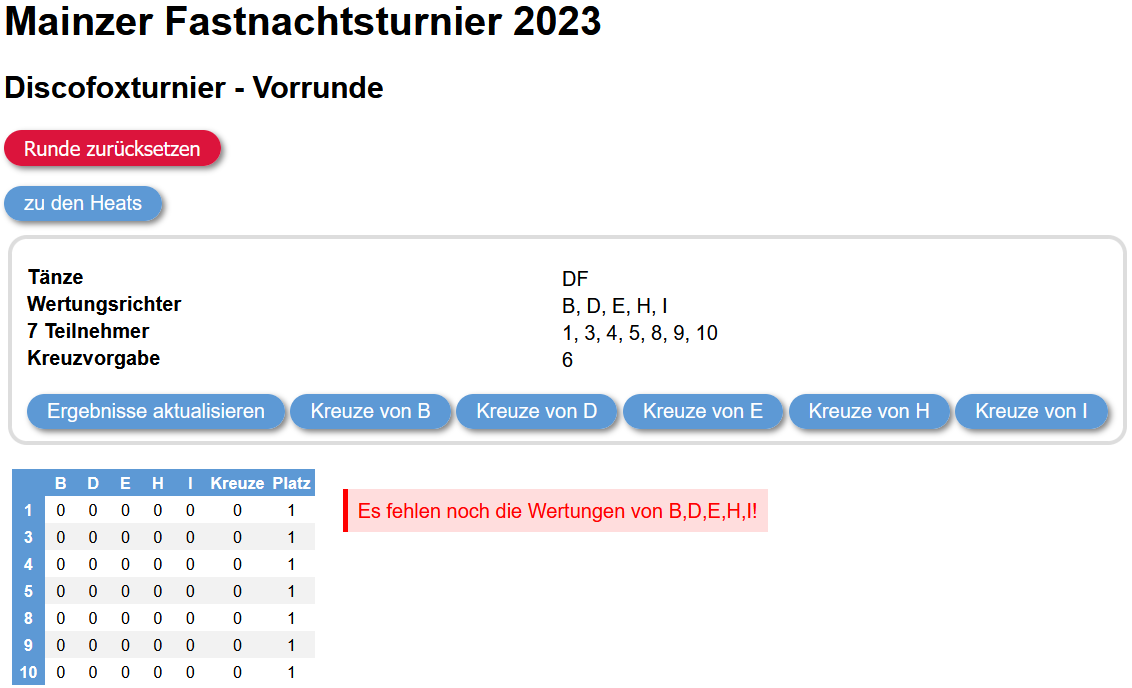 Mainzer Fastnachtsturnier 2023
Discofoxturnier - Vorrunde
Runde zurücksetzen
zu den Heats
Tänze DF
Wertungsrichter B, D, E, H, I
7 Teilnehmer 1, 3, 4, 5, 8, 9, 10
Kreuzvorgabe 6
Ergebnisse aktualisieren Kreuze von B Kreuze von D Kreuze von E Kreuze von H Kreuze von I
B D E H I Kreuze Platz
1 0 0 0 0 0 0 1
3 0 0 0 0 0 0 1
4 0 0 0 0 0 0 1
5 0 0 0 0 0 0 1
8 0 0 0 0 0 0 1
9 0 0 0 0 0 0 1
10 0 0 0 0 0 0 1
Es fehlen noch die Wertungen von B,D,E,H,I!